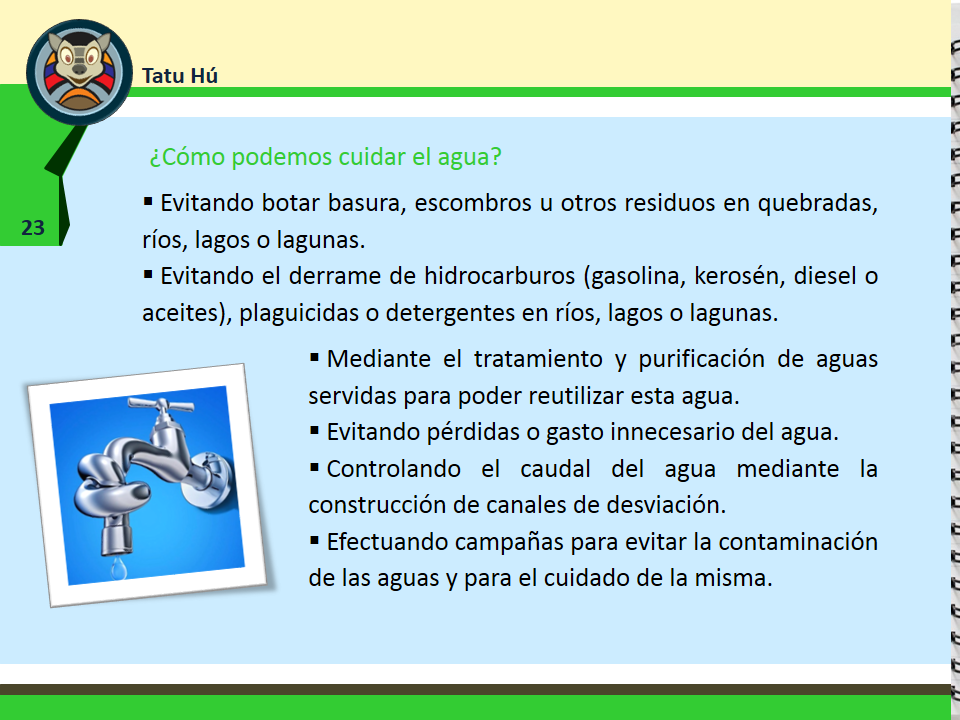 Tatu Hú
¿Cómo podemos cuidar el agua?
▪ Evitando botar basura, escombros u otros residuos en quebradas,
ríos, lagos o lagunas.
23
▪ Evitando el derrame de hidrocarburos (gasolina, kerosén, diesel o
aceites), plaguicidas o detergentes en ríos, lagos o lagunas.
▪ Mediante el tratamiento y purificación de aguas
servidas para poder reutilizar esta agua.
▪ Evitando pérdidas o gasto innecesario del agua.
▪ Controlando el caudal del agua mediante la
construcción de canales de desviación.
▪ Efectuando campañas para evitar la contaminación
de las aguas y para el cuidado de la misma.